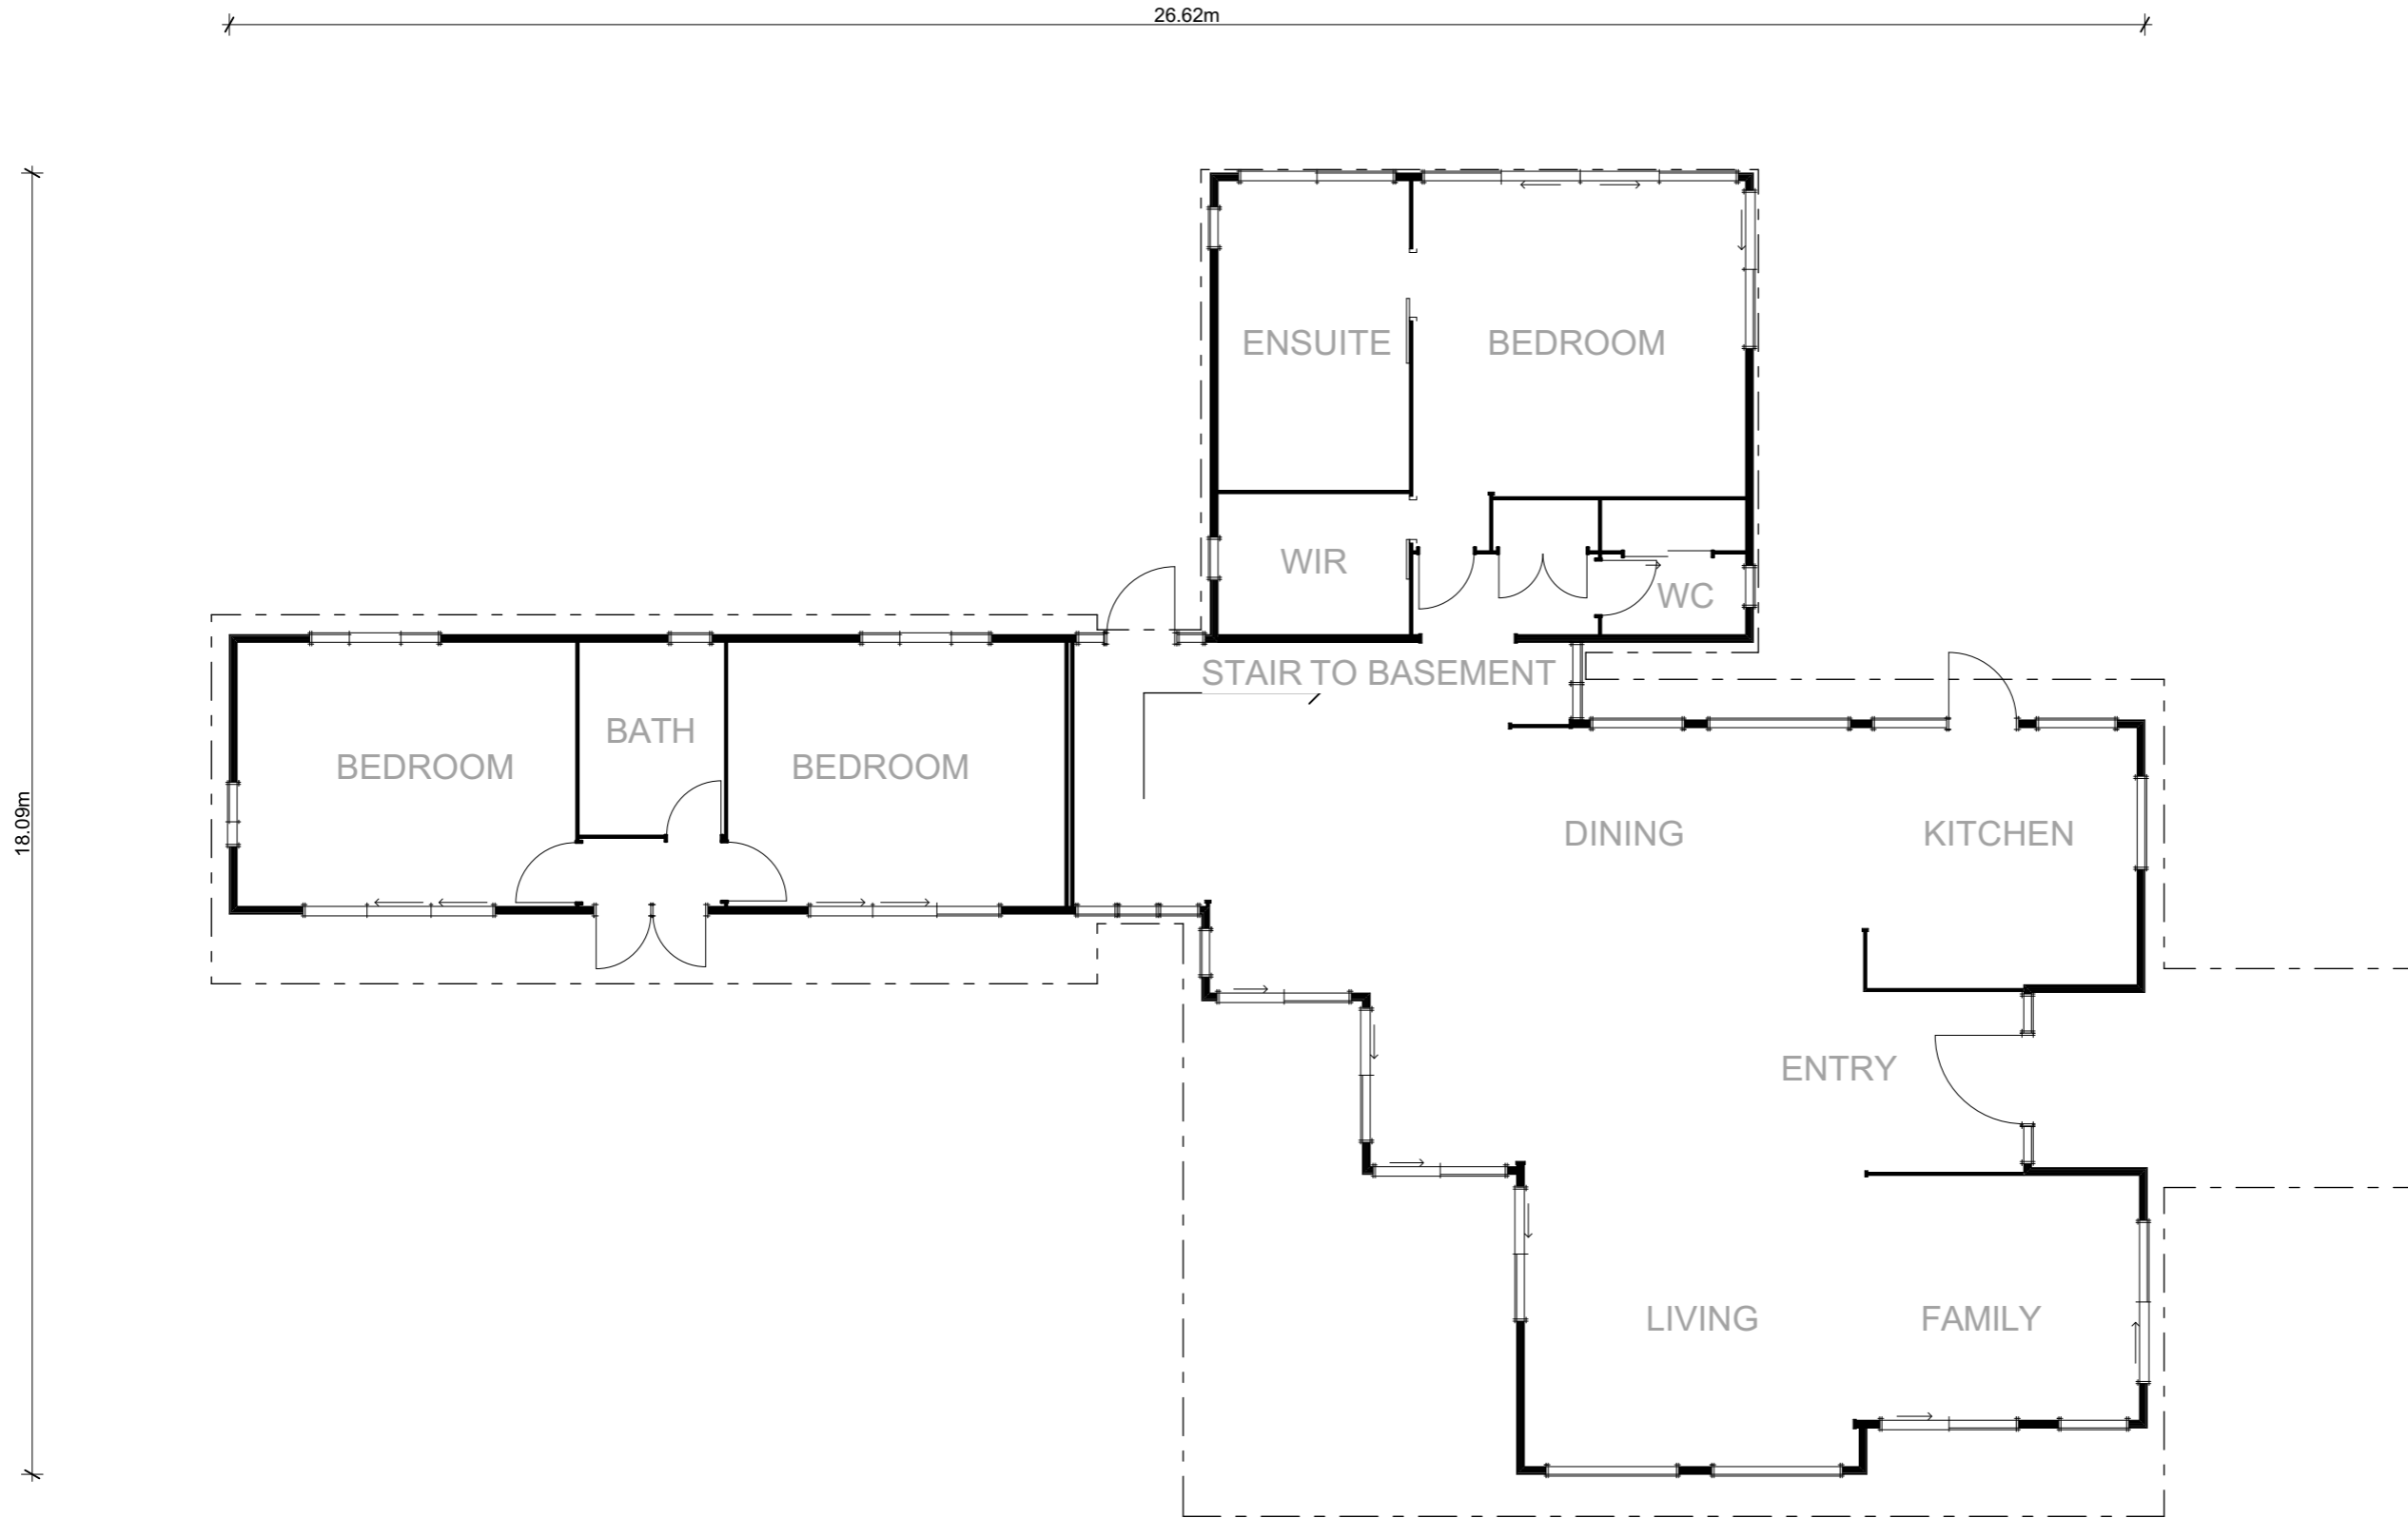 26.62m
ENSUITE
BEDROOM
WIR
WC
STAIR TO BASEMENT
BATH
BEDROOM
BEDROOM
18.09m
DINING
KITCHEN
ENTRY
LIVING
FAMILY